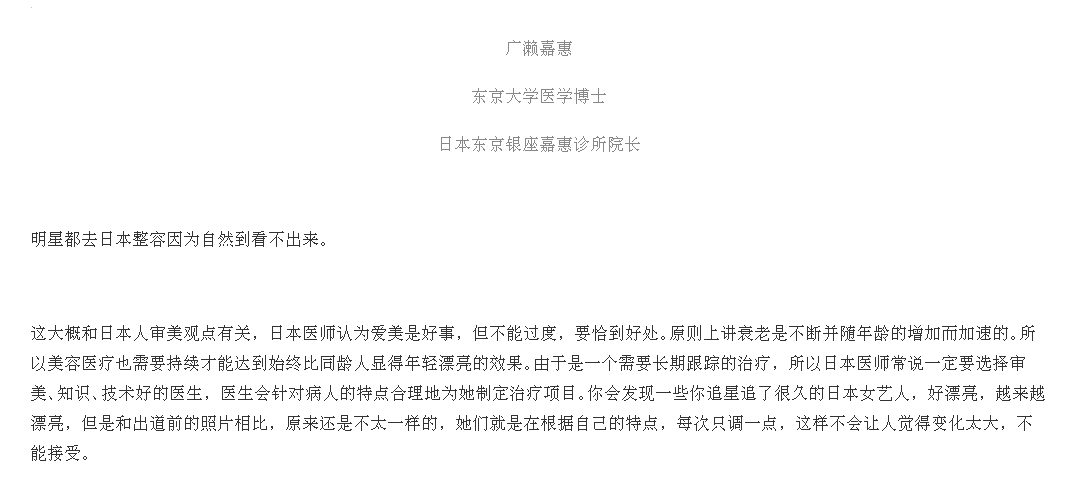 广濑嘉惠
东京大学医学博士
日本东京银座嘉惠诊所院长
明星都去日本整容因为自然到看不出来。
这大概和日本人审美观点有关，日本医师认为爱美是好事，但不能过度，要恰到好处。原则上讲衰老是不断并随年龄的增加而加速的。所
以美容医疗也需要持续才能达到始终比同龄人显得年轻漂亮的效果。由于是一个需要长期跟踪的治疗，所以日本医师常说一定要选择审
美、知识、技术好的医生，医生会针对病人的特点合理地为她制定治疗项目。你会发现一些你追星追了很久的日本女艺人，好漂亮，越来越
漂亮，但是和出道前的照片相比，原来还是不太一样的，她们就是在根据自己的特点，每次只调一点，这样不会让人觉得变化太大，不
能接受。